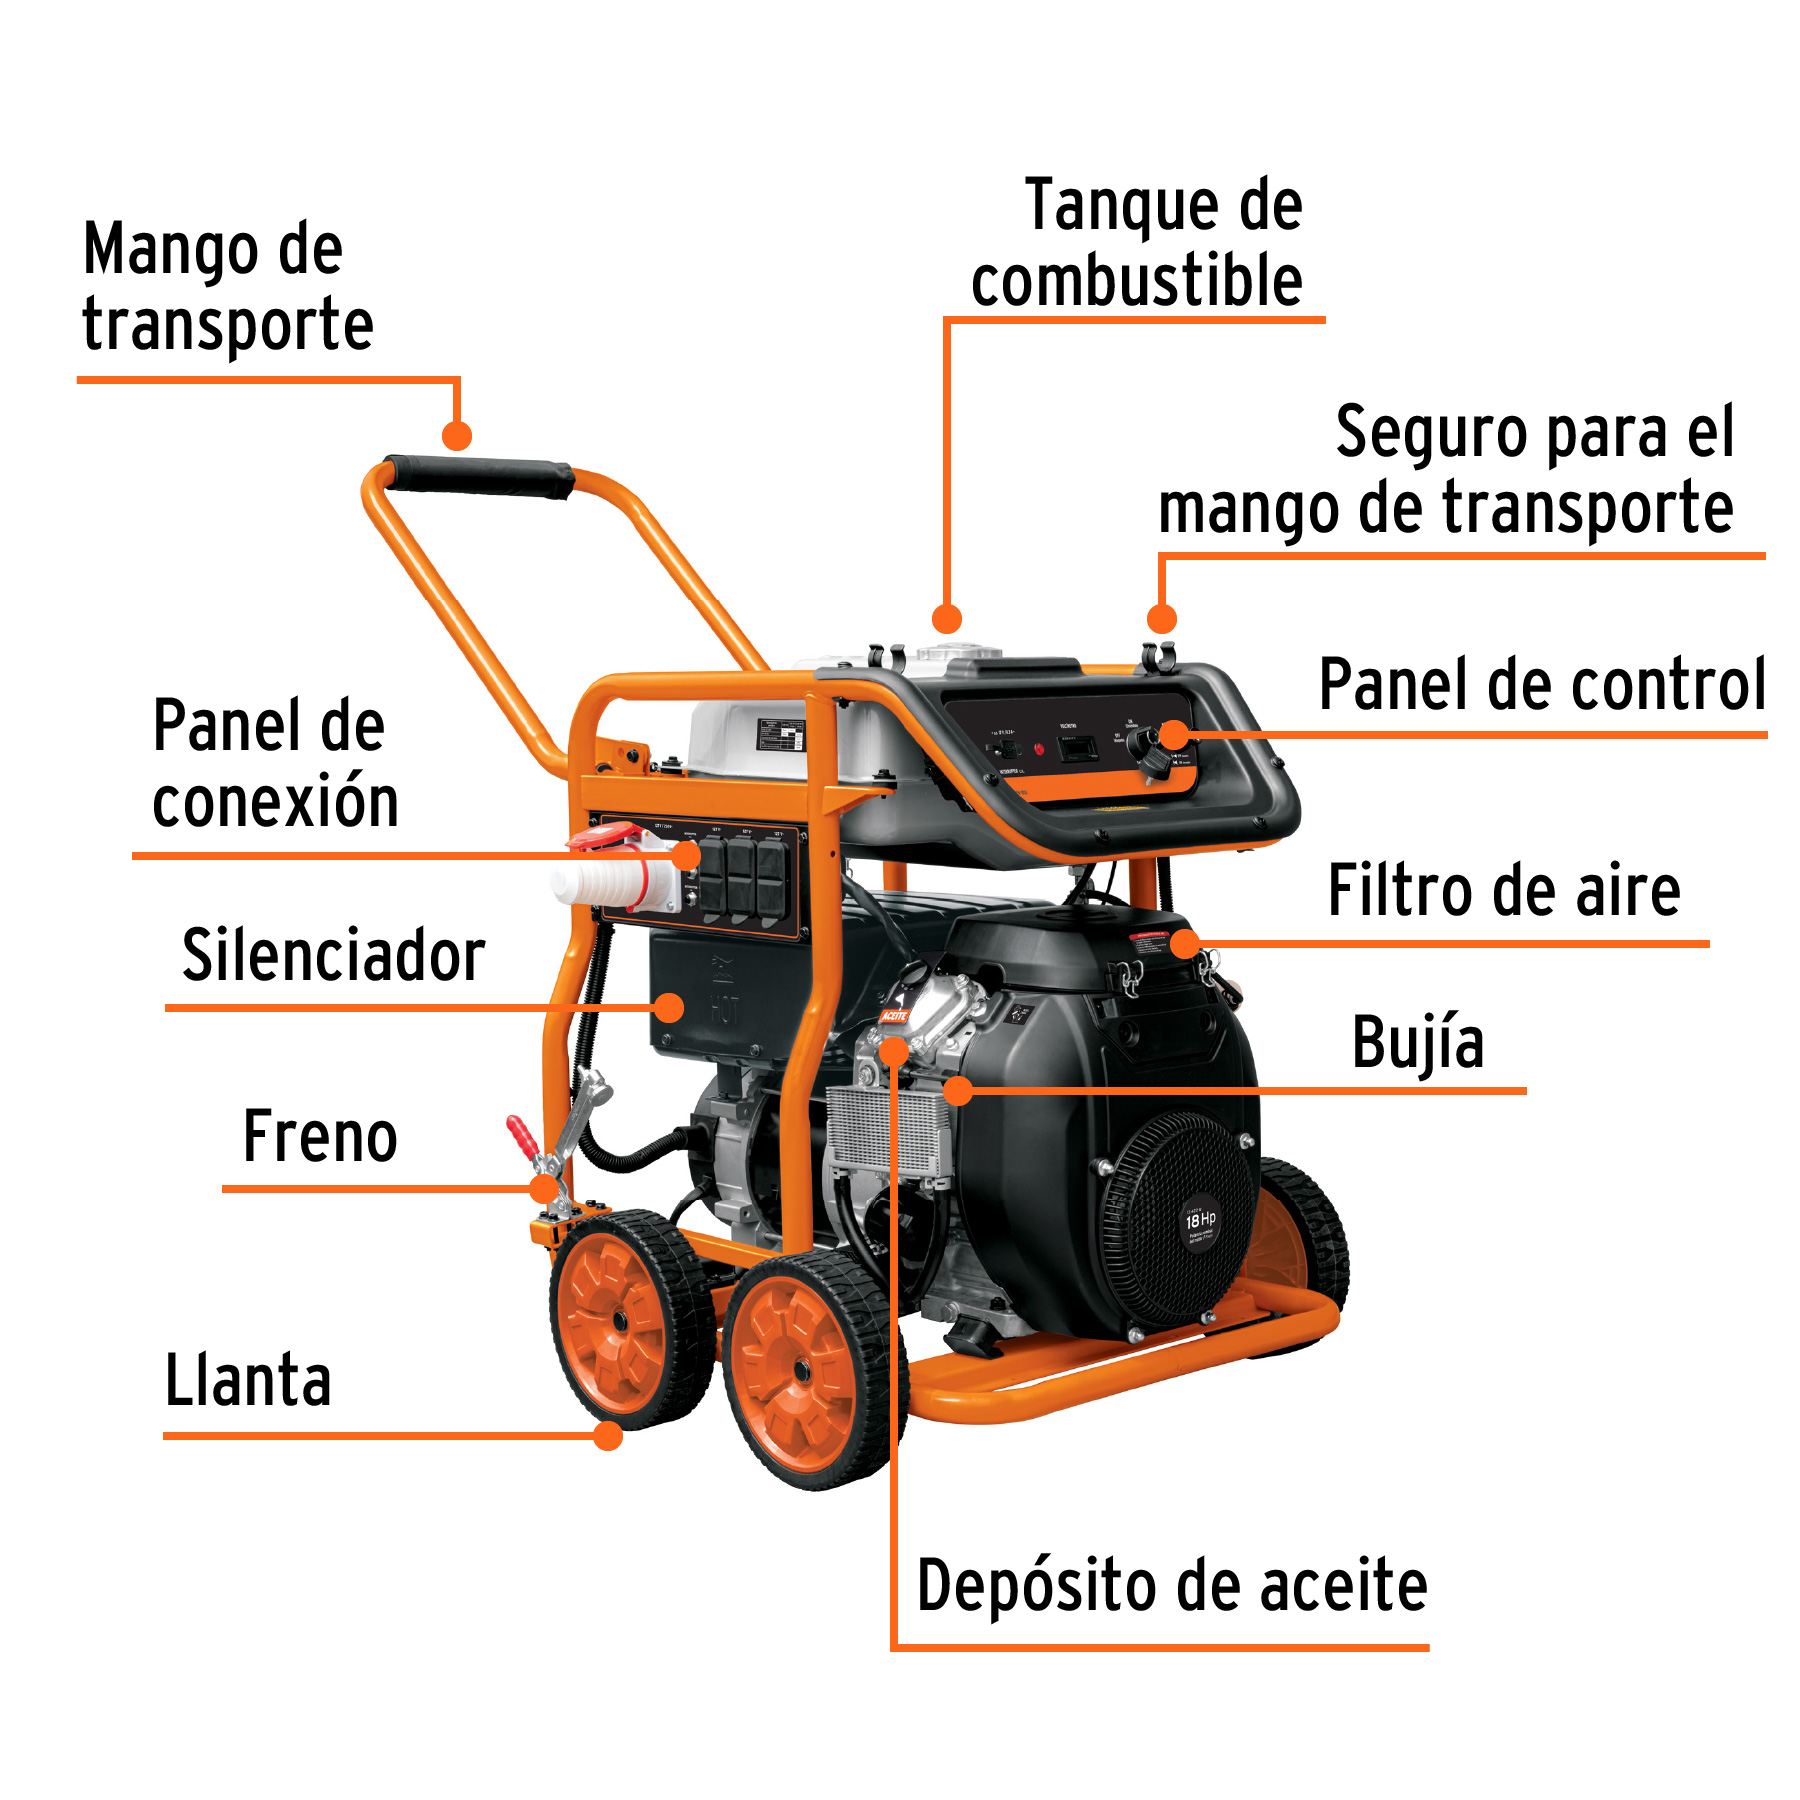 Tanque de
combustible
Mango de
transporte
Seguro para el
mango de transporte
Panel de control
Panel de
conexión
Filtro de aire
Silenciador
HOT
ACEITE
Bujía
Freno
18 Hp
Llanta
Depósito de aceite